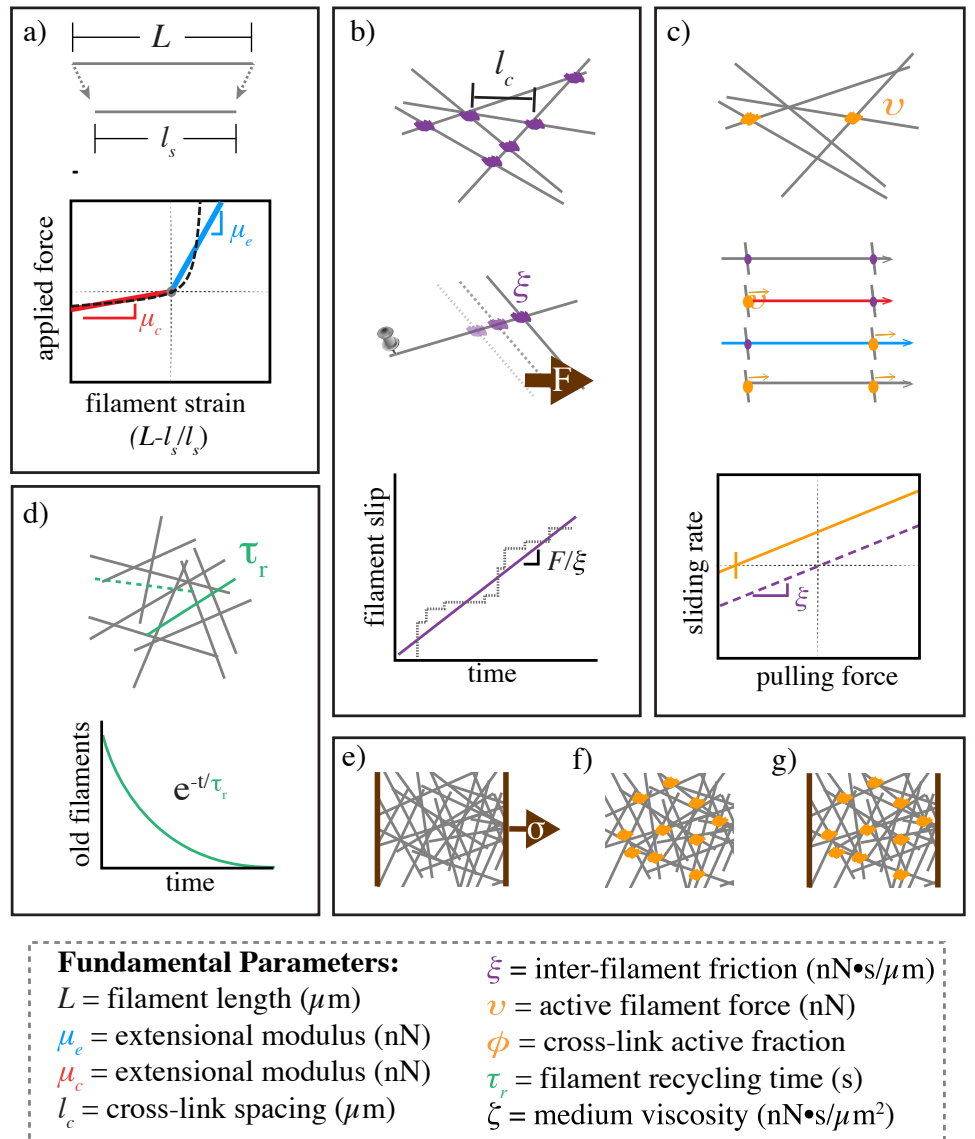 a)
L
l_s
applied force
μ_e
μ_c
filament strain
(L-l_s/l_s)
b)
l_c
ξ
F
filament slip
F/ξ
time
c)
υ
υ
sliding rate
ξ
pulling force
d)
τ_r
old filaments
e^-t/τ_r
time
e)
σ
f)
g)
Fundamental Parameters:
L = filament length (μm)
μ_e = extensional modulus (nN)
μ_c = extensional modulus (nN)
l_c = cross-link spacing (μm)
ξ = inter-filament friction (nN•s/μm)
υ = active filament force (nN)
ϕ = cross-link active fraction
τ_r = filament recycling time (s)
ζ = medium viscosity (nN•s/μm²)